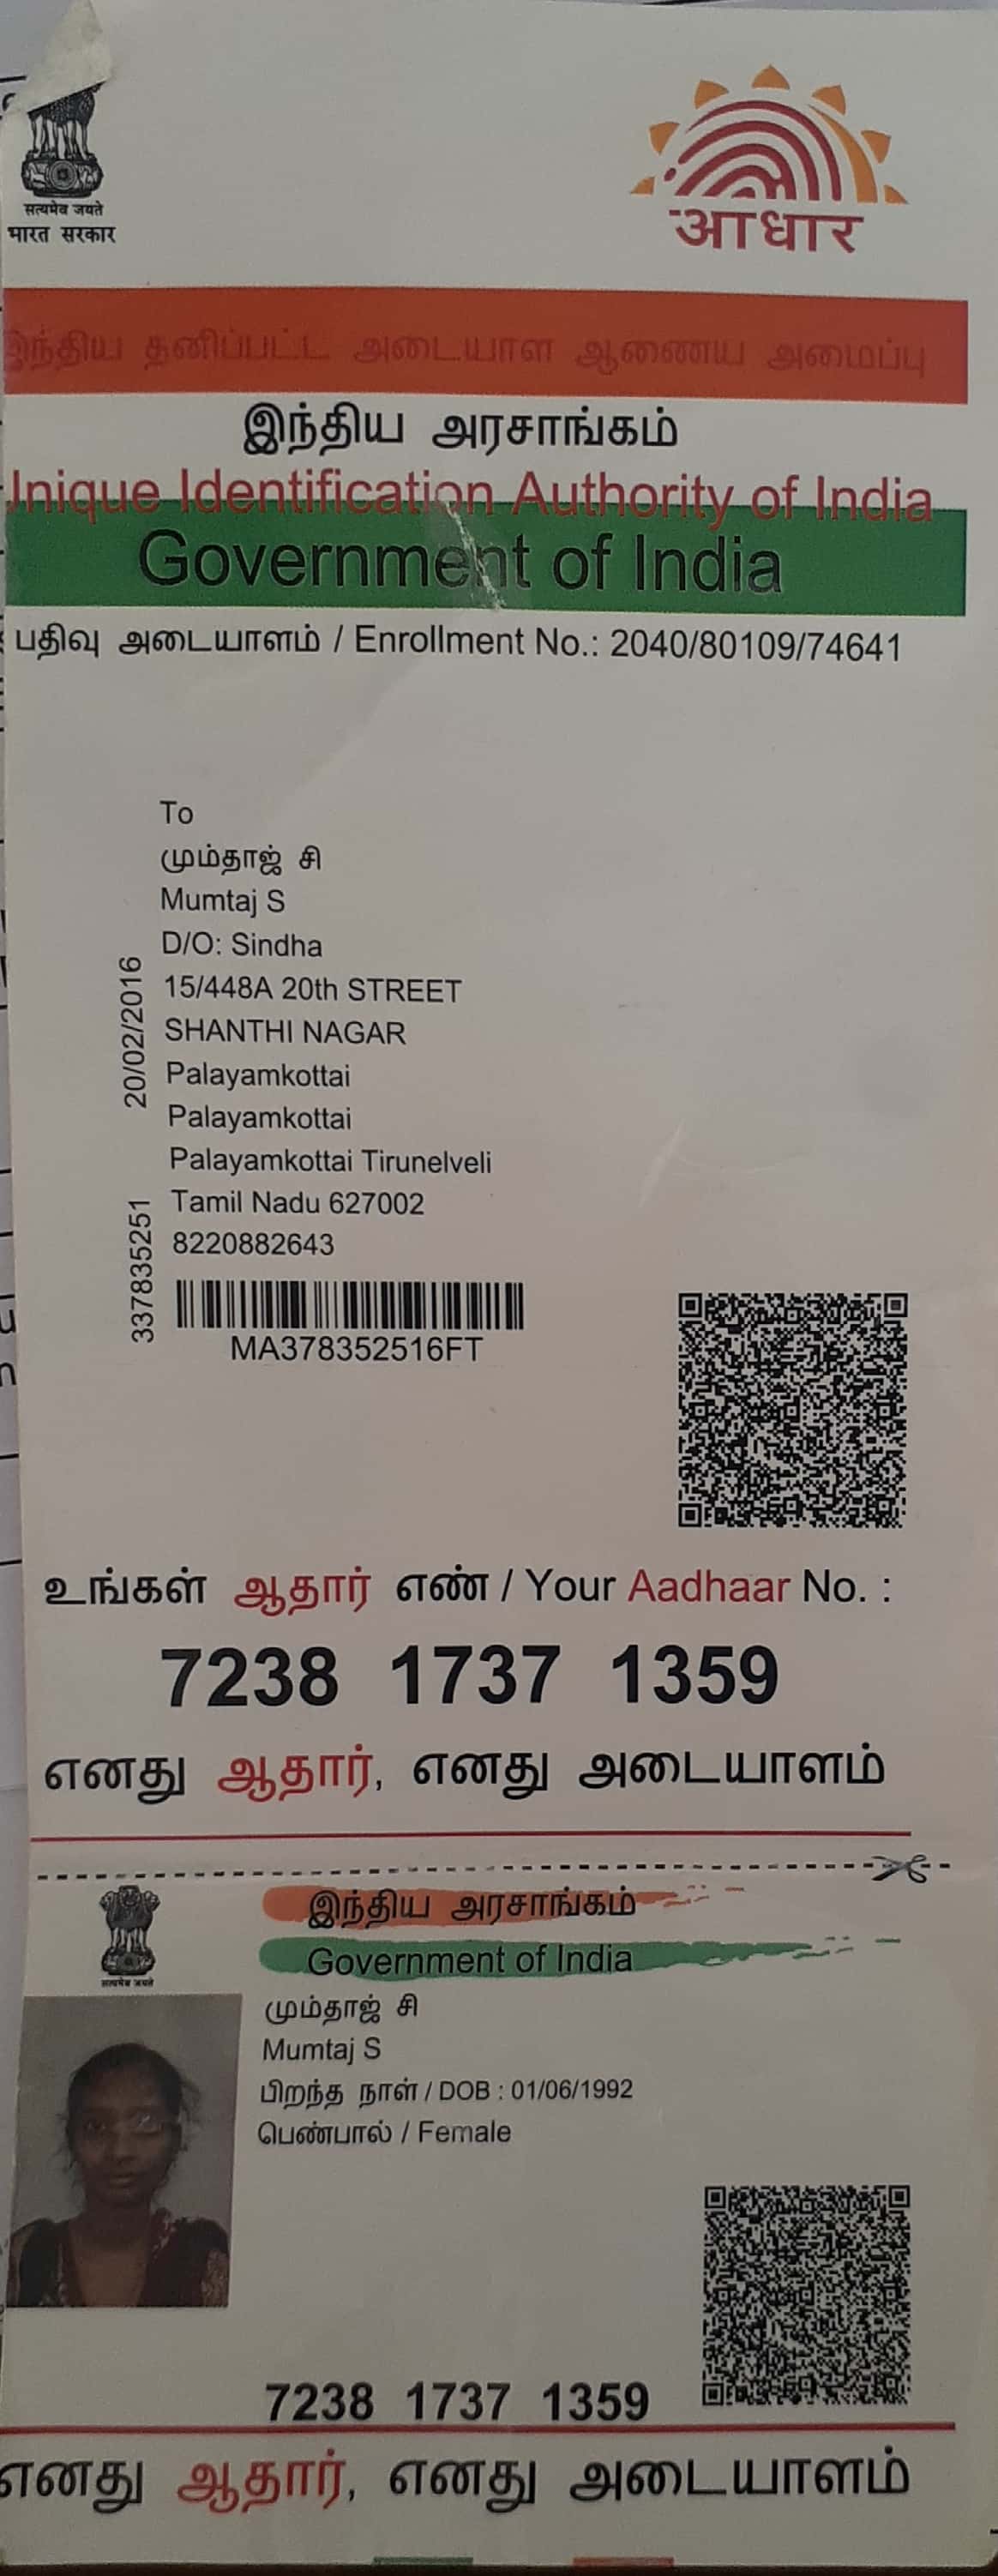 सत्यमेव जयते
भारत सरकार
आधार
இந்திய தனிப்பட்ட அடையாள ஆணைய அமைப்பு
இந்திய அரசாங்கம்
Unique Identification Authority of India
Government of India
பதிவு அடையாளம் / Enrollment No.: 2040/80109/74641
To
மும்தாஜ் சி
Mumtaj S
D/O: Sindha
15/448A 20th STREET
SHANTHI NAGAR
Palayamkottai
Palayamkottai
Palayamkottai Tirunelveli
Tamil Nadu 627002
8220882643
20/02/2016
337835251
MA378352516FT
உங்கள் ஆதார் எண் / Your Aadhaar No. :
7238 1737 1359
எனது ஆதார், எனது அடையாளம்
सत्यमेव जयते
இந்திய அரசாங்கம்
Government of India
மும்தாஜ் சி
Mumtaj S
பிறந்த நாள் / DOB : 01/06/1992
பெண்பால் / Female
7238 1737 1359
எனது ஆதார், எனது அடையாளம்